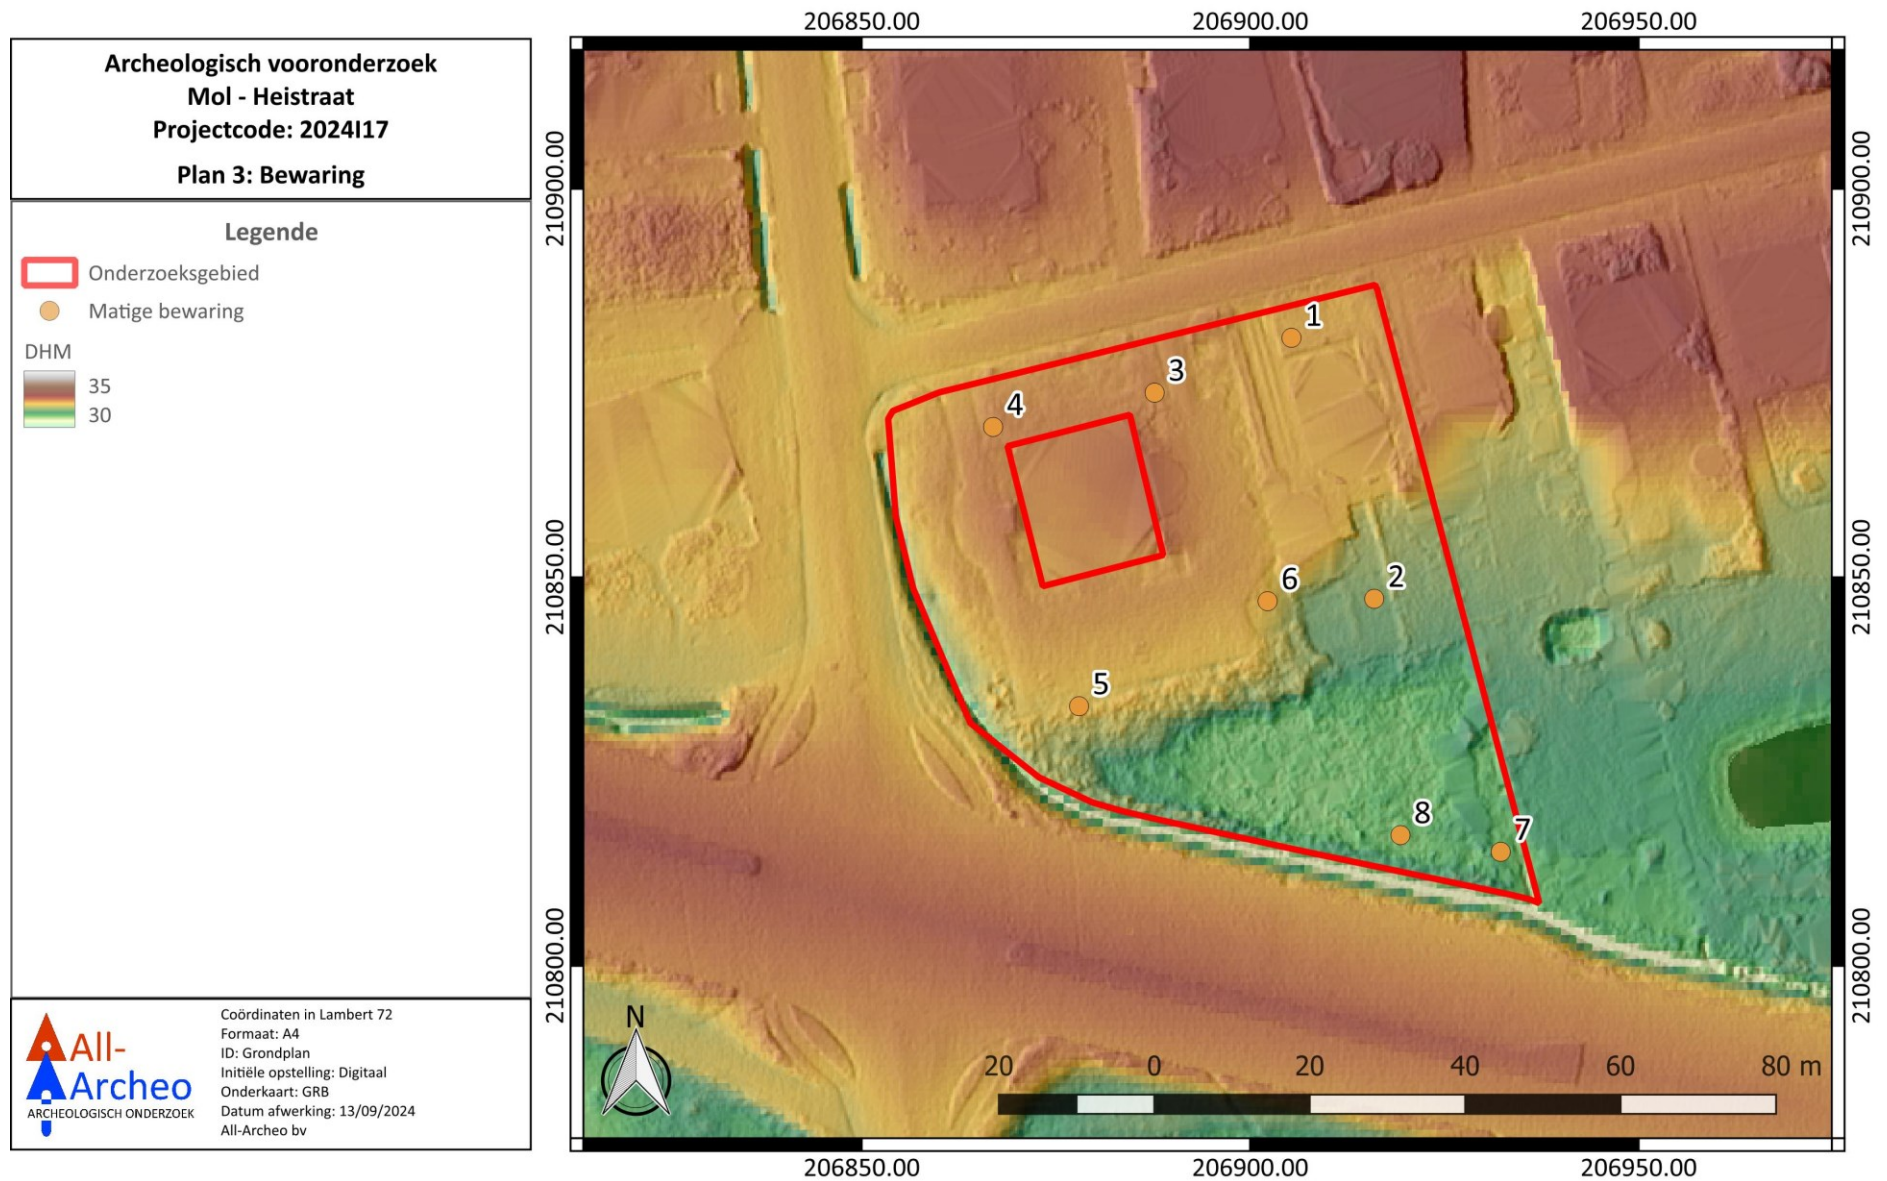 Archeologisch vooronderzoek
Mol - Heistraat
Projectcode: 2024I17
Plan 3: Bewaring
Legende
Onderzoeksgebied
Matige bewaring
DHM
35
30
All-
Archeo
ARCHEOLOGISCH ONDERZOEK
Coördinaten in Lambert 72
Formaat: A4
ID: Grondplan
Initiële opstelling: Digitaal
Onderkaart: GRB
Datum afwerking: 13/09/2024
All-Archeo bv
206850.00 206900.00 206950.00
210900.00
210850.00
210800.00
1
3
4
6
2
5
8
7
N
20 0 20 40 60 80 m
210900.00
210850.00
210800.00
206850.00 206900.00 206950.00